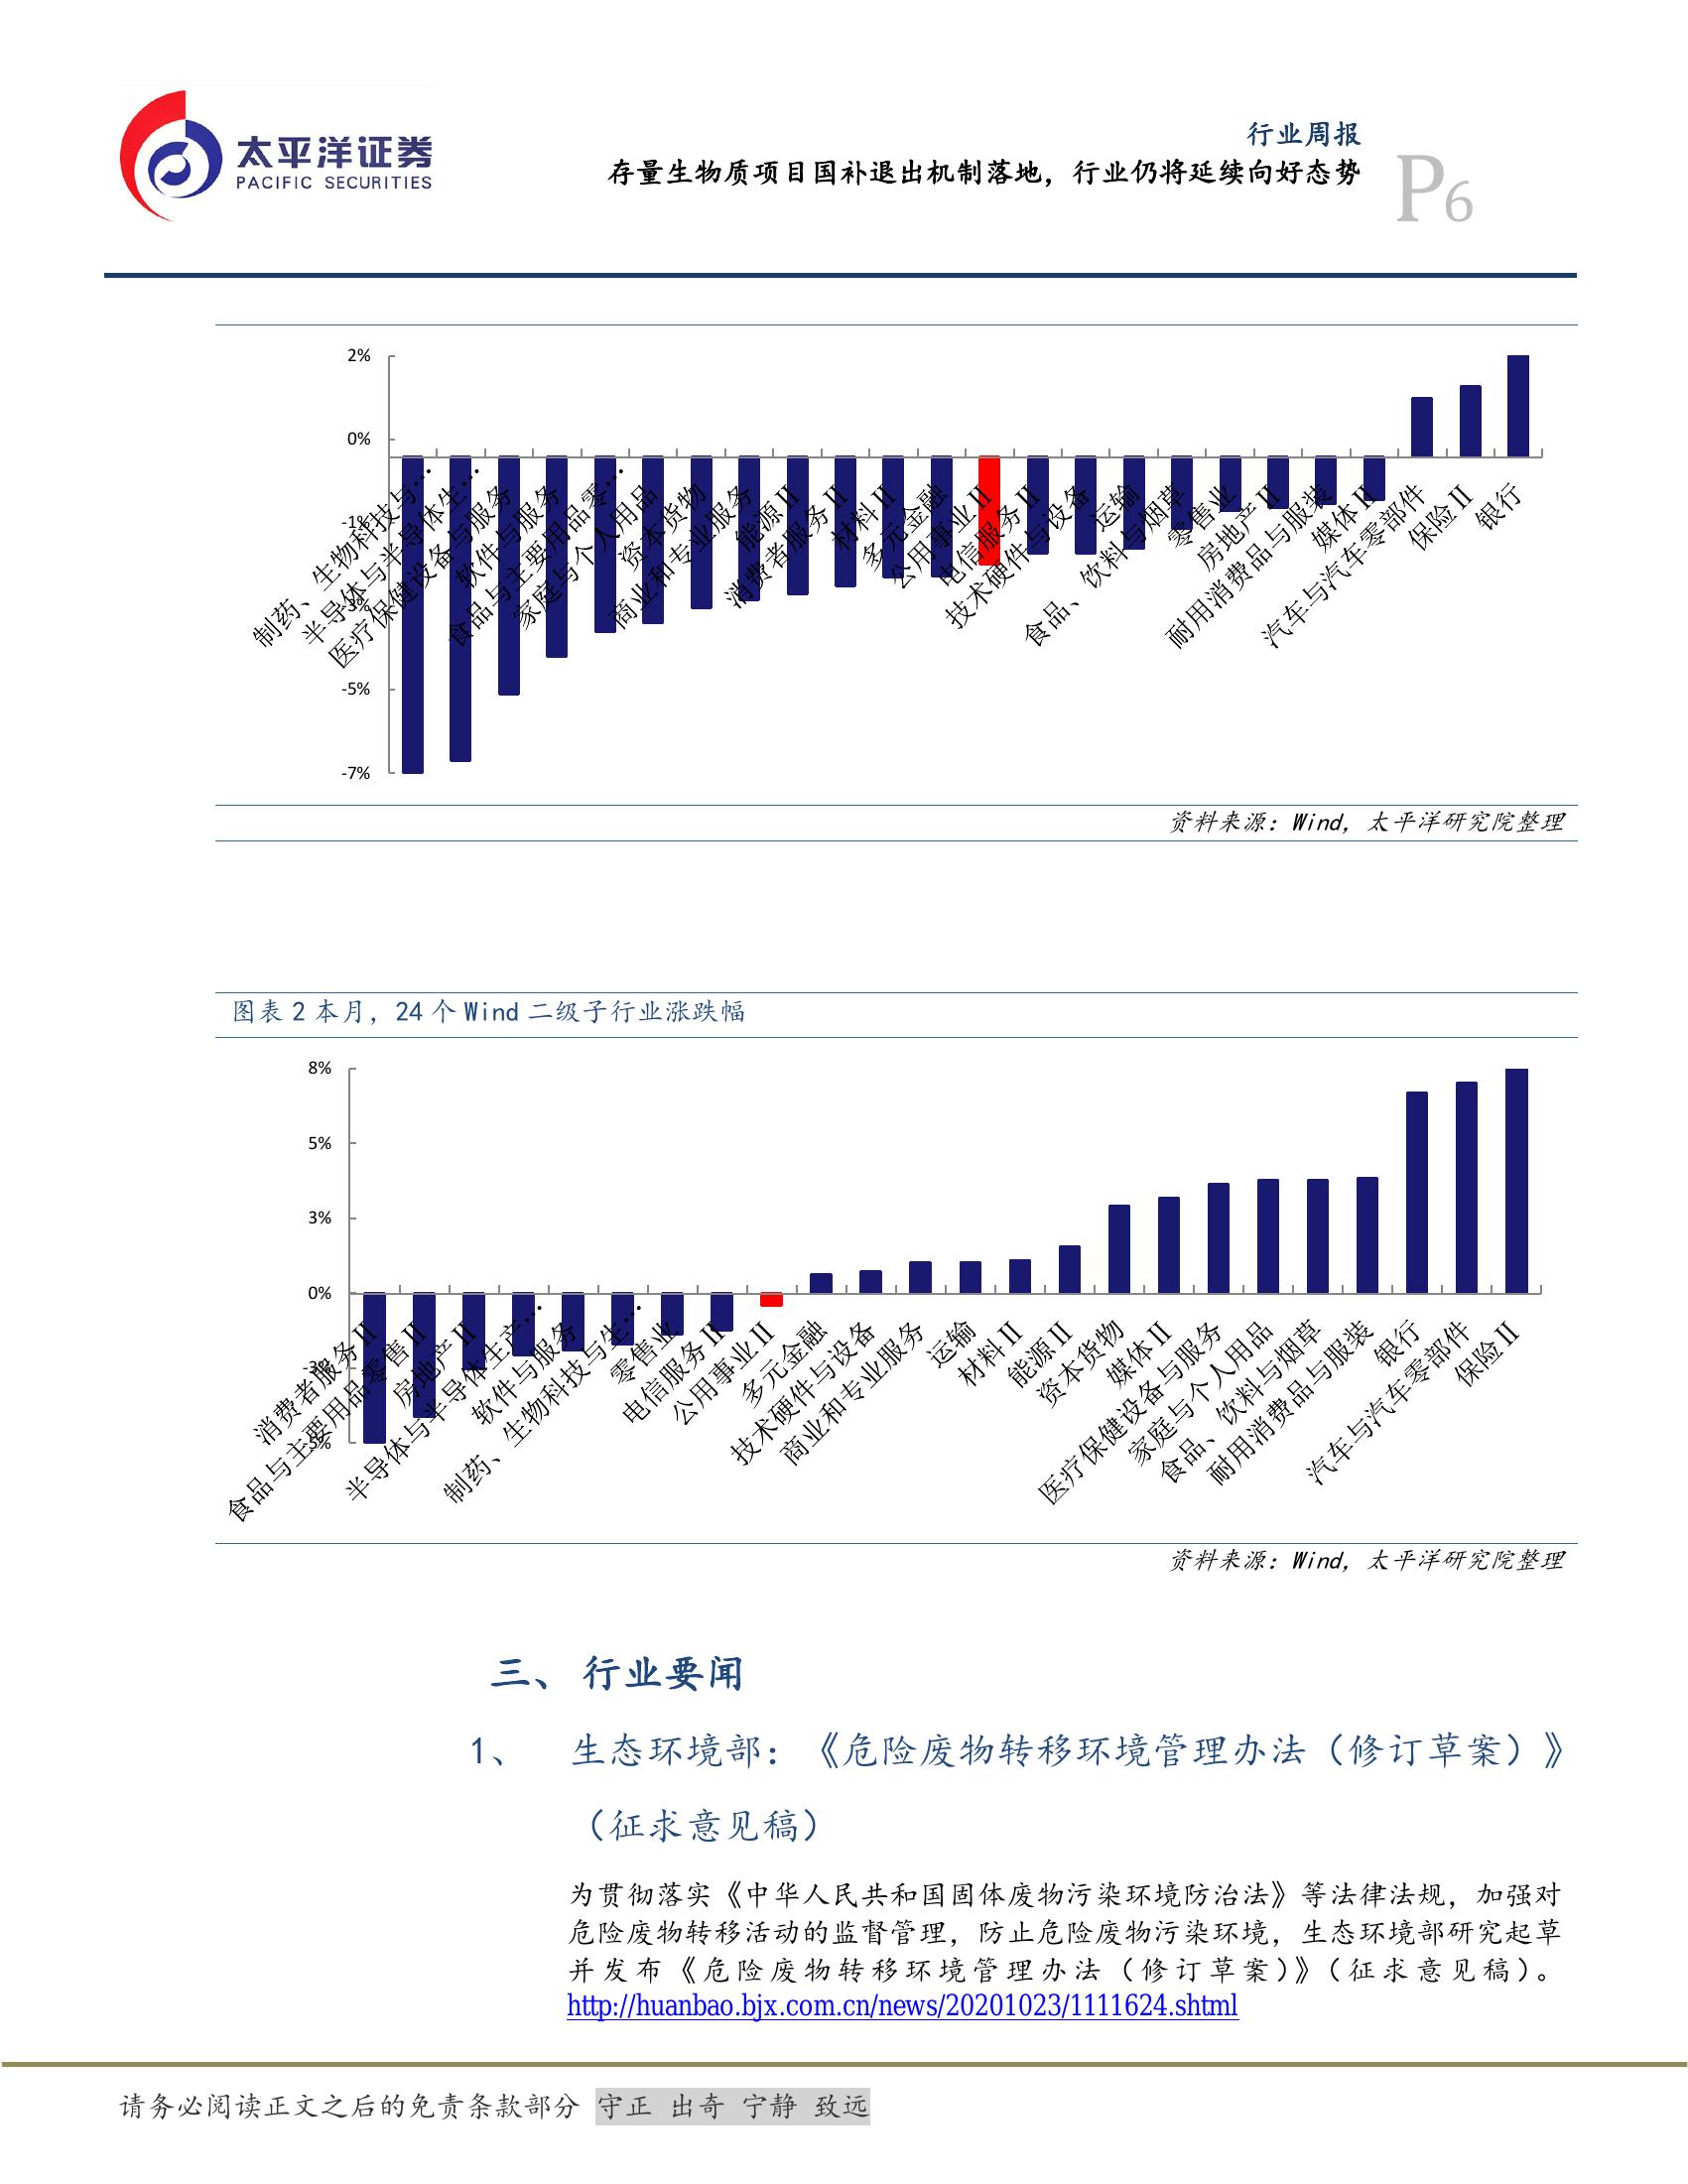 太平洋证券
PACIFIC SECURITIES
行业周报
存量生物质项目国补退出机制落地，行业仍将延续向好态势
P6
2%
0%
-1%
-3%
-5%
-7%
制药、生物科技与…
半导体与半导体生…
医疗保健设备与服务
软件与服务
食品与主要用品零…
家庭与个人用品
资本货物
商业和专业服务
能源Ⅱ
消费者服务Ⅱ
材料Ⅱ
多元金融
公用事业Ⅱ
电信服务Ⅱ
技术硬件与设备
运输
食品、饮料与烟草
零售业
房地产Ⅱ
耐用消费品与服装
媒体Ⅱ
汽车与汽车零部件
保险Ⅱ
银行
资料来源：Wind，太平洋研究院整理
图表 2 本月，24 个 Wind 二级子行业涨跌幅
8%
5%
3%
0%
-3%
-5%
消费者服务Ⅱ
食品与主要用品零售Ⅱ
房地产Ⅱ
半导体与半导体生产…
软件与服务
制药、生物科技与生…
零售业
电信服务Ⅱ
公用事业Ⅱ
多元金融
技术硬件与设备
商业和专业服务
运输
材料Ⅱ
能源Ⅱ
资本货物
媒体Ⅱ
医疗保健设备与服务
家庭与个人用品
食品、饮料与烟草
耐用消费品与服装
银行
汽车与汽车零部件
保险Ⅱ
资料来源：Wind，太平洋研究院整理
三、 行业要闻
1、 生态环境部：《危险废物转移环境管理办法（修订草案）》
（征求意见稿）
为贯彻落实《中华人民共和国固体废物污染环境防治法》等法律法规，加强对
危险废物转移活动的监督管理，防止危险废物污染环境，生态环境部研究起草
并发布《危险废物转移环境管理办法（修订草案）》（征求意见稿）。
http://huanbao.bjx.com.cn/news/20201023/1111624.shtml
请务必阅读正文之后的免责条款部分 守正 出奇 宁静 致远